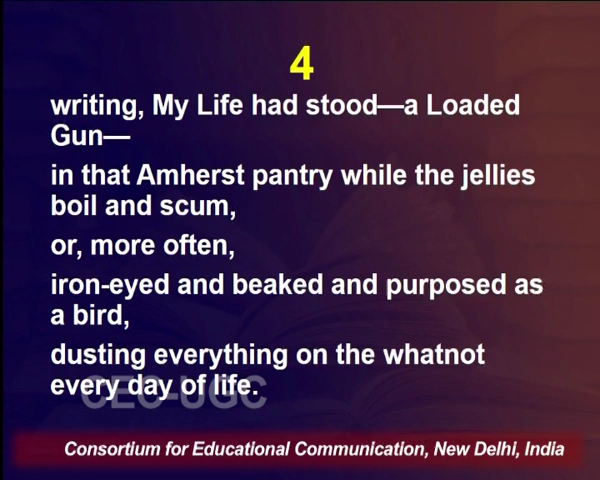 4
writing, My Life had stood—a Loaded
Gun—
in that Amherst pantry while the jellies
boil and scum,
or, more often,
iron-eyed and beaked and purposed as
a bird,
dusting everything on the whatnot
every day of life.
CEC-UGC
Consortium for Educational Communication, New Delhi, India